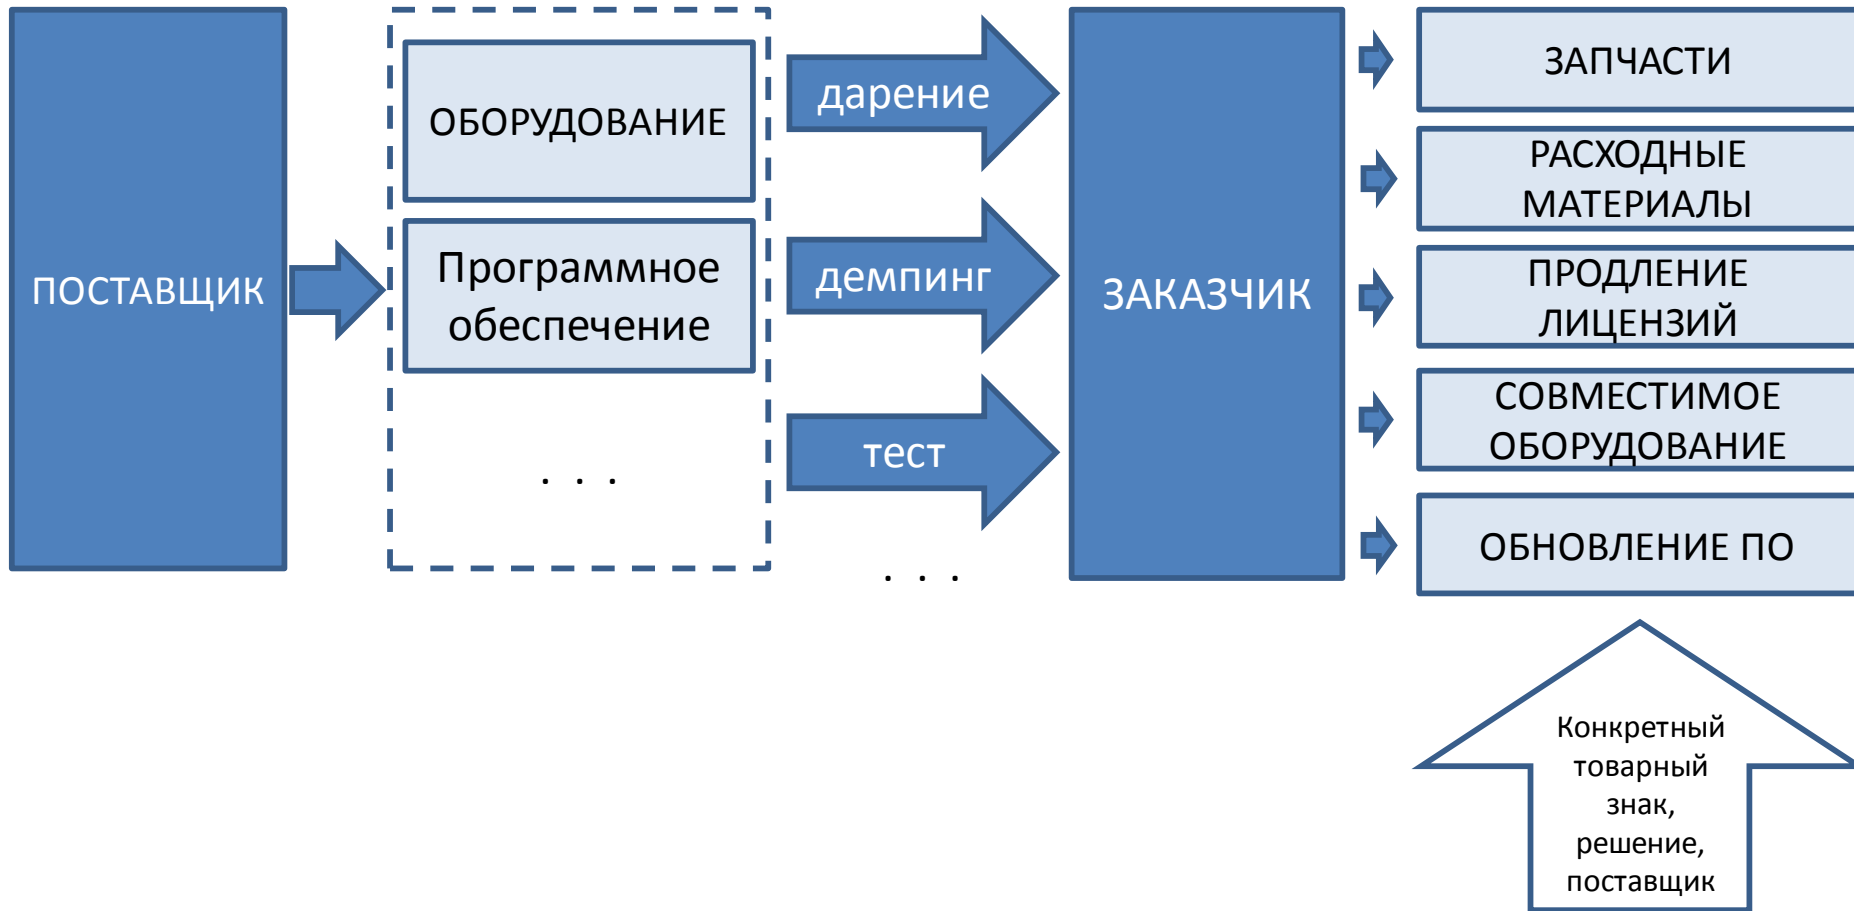 ПОСТАВЩИК
ОБОРУДОВАНИЕ
Программное
обеспечение
. . .
дарение
демпинг
тест
. . .
ЗАКАЗЧИК
ЗАПЧАСТИ
РАСХОДНЫЕ
МАТЕРИАЛЫ
ПРОДЛЕНИЕ
ЛИЦЕНЗИЙ
СОВМЕСТИМОЕ
ОБОРУДОВАНИЕ
ОБНОВЛЕНИЕ ПО
Конкретный
товарный
знак,
решение,
поставщик